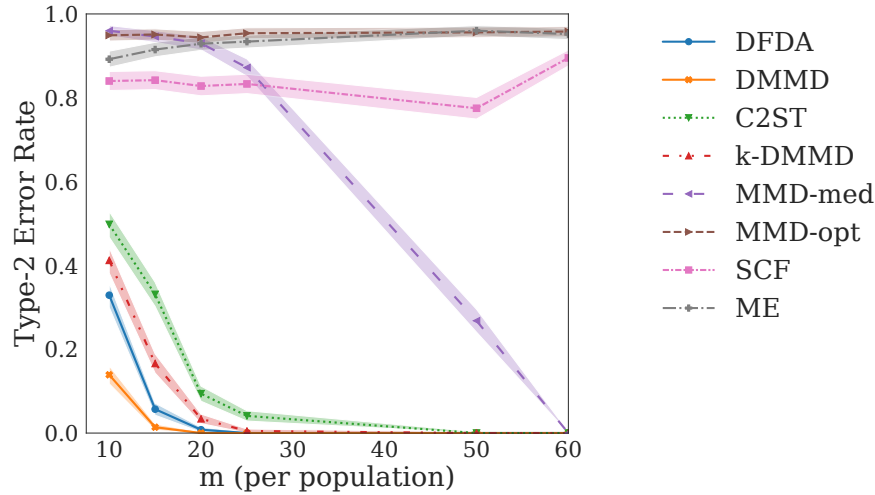 Type-2 Error Rate
1.0
0.8
0.6
0.4
0.2
0.0
10
20
30
40
50
60
m (per population)
DFDA
DMMD
C2ST
k-DMMD
MMD-med
MMD-opt
SCF
ME